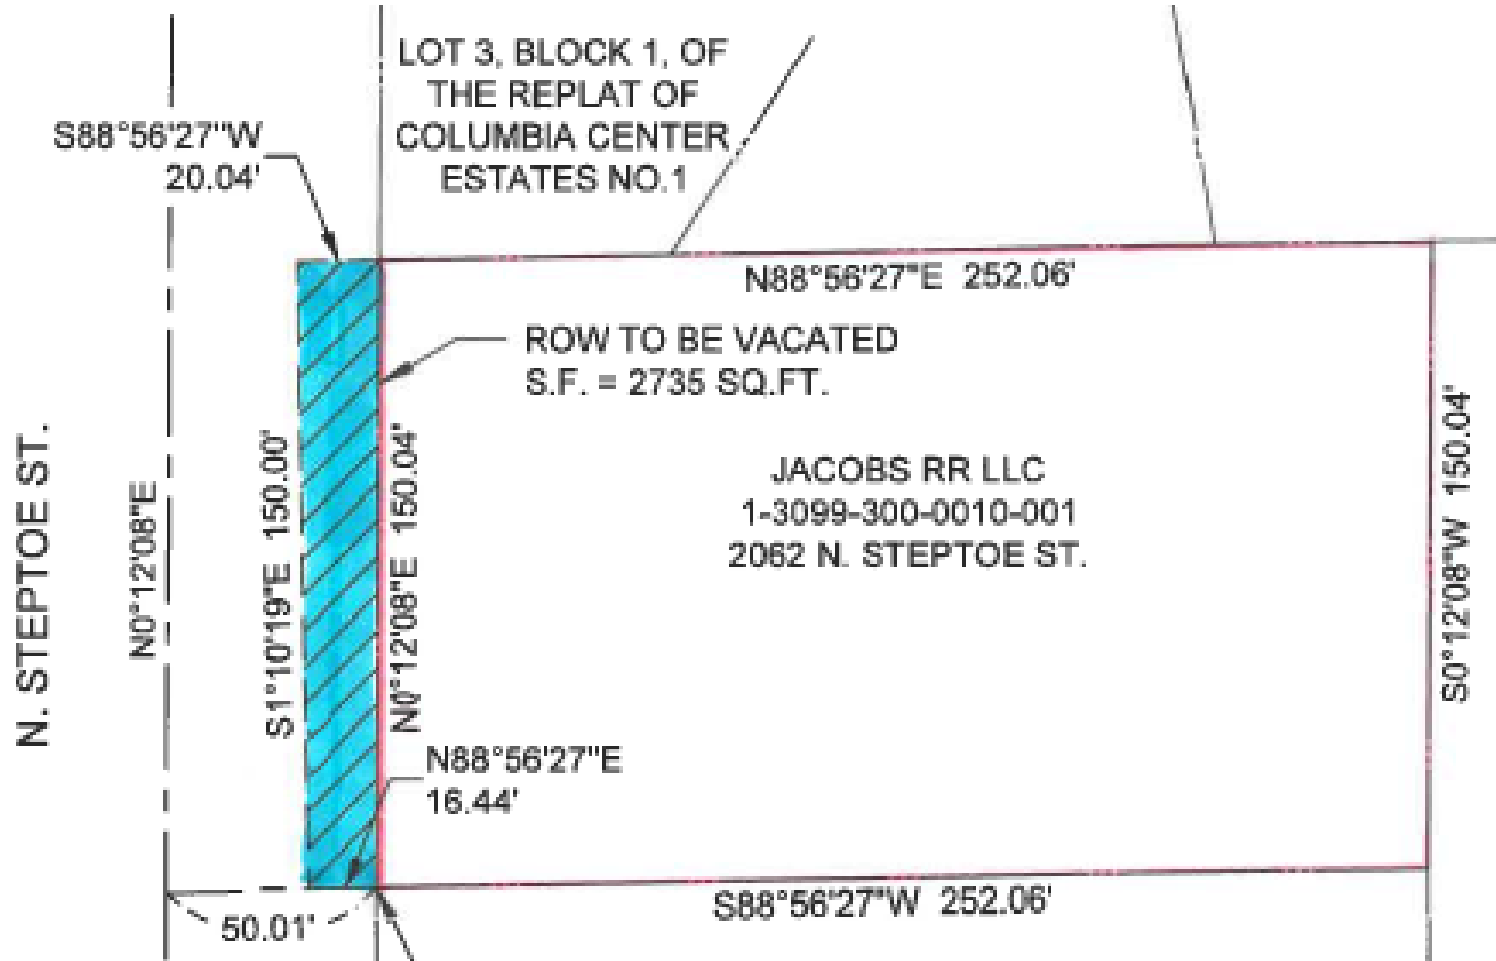 LOT 3, BLOCK 1, OF
THE REPLAT OF
COLUMBIA CENTER
ESTATES NO.1
S88°56'27"W
20.04'
N88°56'27"E 252.06'
ROW TO BE VACATED
S.F. = 2735 SQ.FT.
JACOBS RR LLC
1-3099-300-0010-001
2062 N. STEPTOE ST.
N. STEPTOE ST.
N0°12'08"E
S1°10'19"E 150.00'
N0°12'08"E 150.04'
S0°12'08"W 150.04'
N88°56'27"E
16.44'
S88°56'27"W 252.06'
50.01'